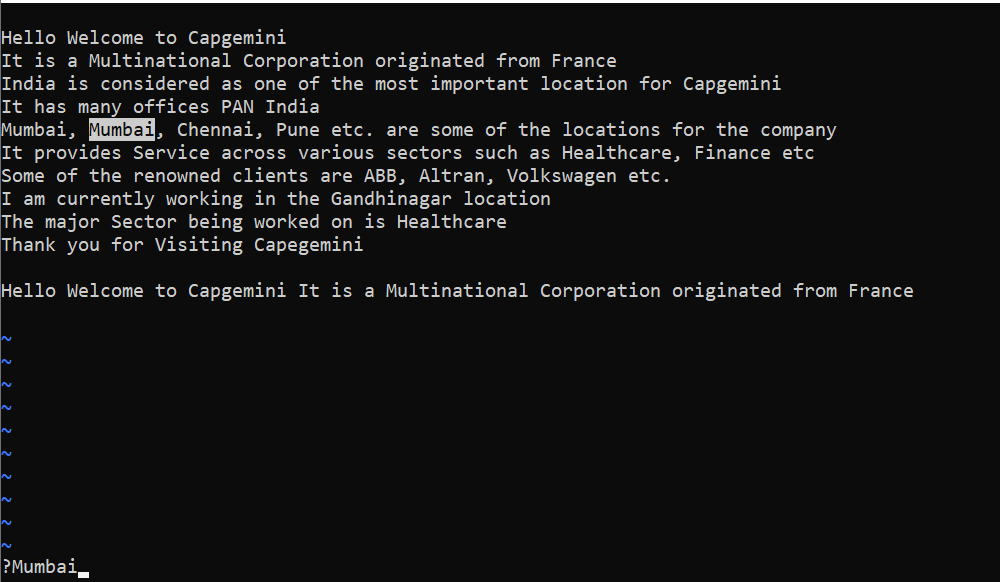 Hello Welcome to Capgemini
It is a Multinational Corporation originated from France
India is considered as one of the most important location for Capgemini
It has many offices PAN India
Mumbai, Mumbai, Chennai, Pune etc. are some of the locations for the company
It provides Service across various sectors such as Healthcare, Finance etc
Some of the renowned clients are ABB, Altran, Volkswagen etc.
I am currently working in the Gandhinagar location
The major Sector being worked on is Healthcare
Thank you for Visiting Capegemini
Hello Welcome to Capgemini It is a Multinational Corporation originated from France
~
~
~
~
~
~
~
~
~
~
?Mumbai